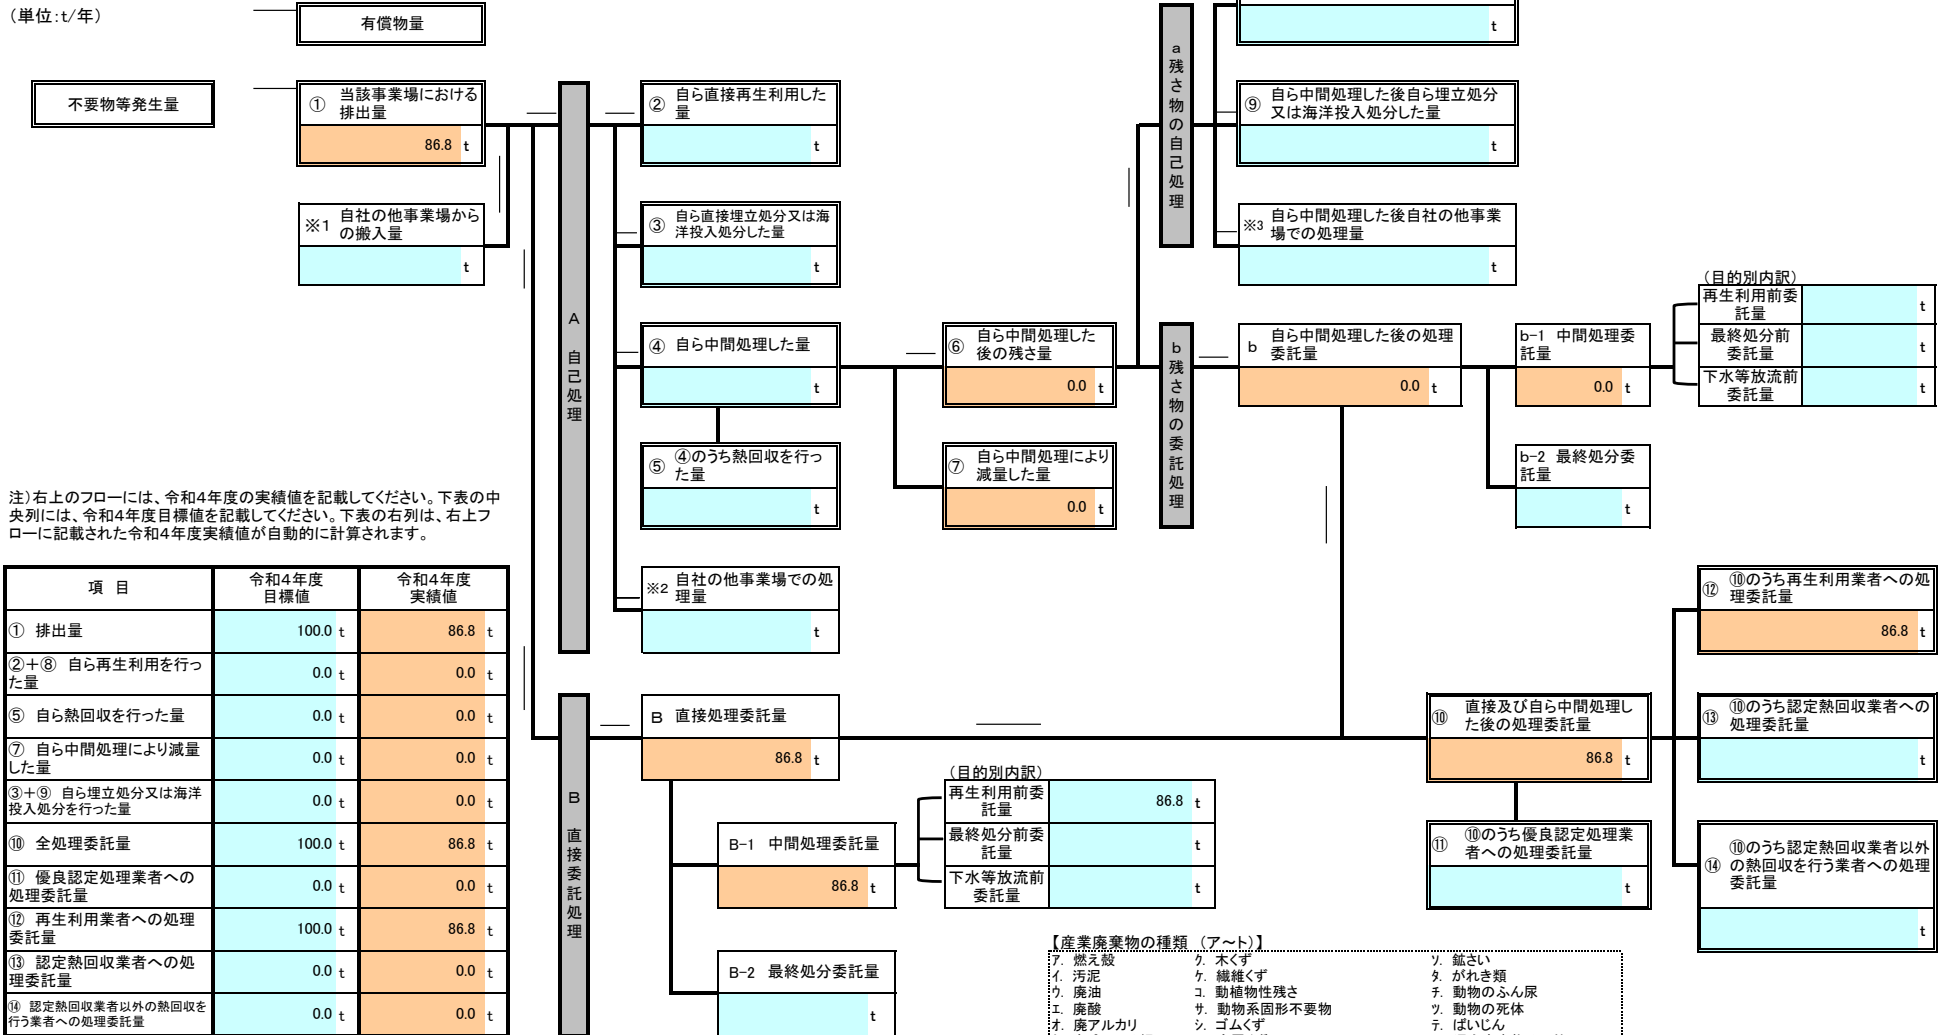 (単位:t/年)
有償物量
不要物等発生量
① 当該事業場における
排出量
86.8 t
※1 自社の他事業場から
の搬入量
t
A 自己処理
② 自ら直接再生利用した
量
t
③ 自ら直接埋立処分又は海
洋投入処分した量
t
④ 自ら中間処理した量
t
⑤ ④のうち熱回収を行っ
た量
t
※2 自社の他事業場での処
理量
t
⑥ 自ら中間処理した
後の残さ量
0.0 t
⑦ 自ら中間処理により
減量した量
0.0 t
a残さ物の自己処理
t
⑨ 自ら中間処理した後自ら埋立処分
又は海洋投入処分した量
t
※3 自ら中間処理した後自社の他事業
場での処理量
t
b残さ物の委託処理
b 自ら中間処理した後の処理
委託量
0.0 t
b-1 中間処理委
託量
0.0 t
b-2 最終処分委
託量
t
(目的別内訳)
再生利用前委
託量
t
最終処分前
委託量
t
下水等放流前
委託量
t
注)右上のフローには、令和4年度の実績値を記載してください。下表の中
央列には、令和4年度目標値を記載してください。下表の右列は、右上フ
ローに記載された令和4年度実績値が自動的に計算されます。
項 目 令和4年度
目標値 令和4年度
実績値
① 排出量 100.0 t 86.8 t
②+⑧ 自ら再生利用を行っ
た量 0.0 t 0.0 t
⑤ 自ら熱回収を行った量 0.0 t 0.0 t
⑦ 自ら中間処理により減量
した量 0.0 t 0.0 t
③+⑨ 自ら埋立処分又は海洋
投入処分を行った量 0.0 t 0.0 t
⑩ 全処理委託量 100.0 t 86.8 t
⑪ 優良認定処理業者への
処理委託量 0.0 t 0.0 t
⑫ 再生利用業者への処理
委託量 100.0 t 86.8 t
⑬ 認定熱回収業者への処
理委託量 0.0 t 0.0 t
⑭ 認定熱回収業者以外の熱回収を
行う業者への処理委託量 0.0 t 0.0 t
B 直接委託処理
B 直接処理委託量
86.8 t
B-1 中間処理委託量
86.8 t
B-2 最終処分委託量
t
(目的別内訳)
再生利用前委
託量
86.8 t
最終処分前委
託量
t
下水等放流前
委託量
t
⑩ 直接及び自ら中間処理し
た後の処理委託量
86.8 t
⑪ ⑩のうち優良認定処理業
者への処理委託量
t
⑫ ⑩のうち再生利用業者への処
理委託量
86.8 t
⑬ ⑩のうち認定熱回収業者への
処理委託量
t
⑭ ⑩のうち認定熱回収業者以外
の熱回収を行う業者への処理
委託量
t
【産業廃棄物の種類 (ア~ト)】
ア. 燃え殻 ク. 木くず ソ. 鉱さい
イ. 汚泥 ケ. 繊維くず タ. がれき類
ウ. 廃油 コ. 動植物性残さ チ. 動物のふん尿
エ. 廃酸 サ. 動物系固形不要物 ツ. 動物の死体
オ. 廃アルカリ シ. ゴムくず テ. ばいじん